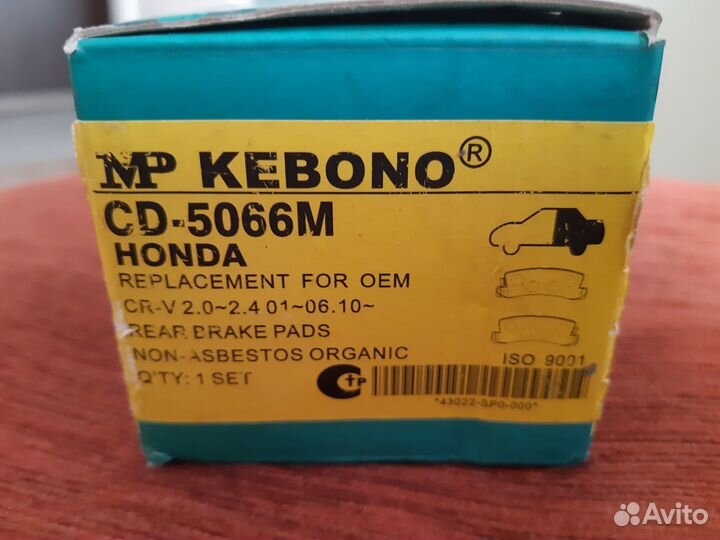 MP KEBONO®
CD-5066M
HONDA
REPLACEMENT FOR OEM
CR-V 2.0~2.4 01~06.10~
REAR BRAKE PADS
NON-ASBESTOS ORGANIC
ISO 9001
Q'TY: 1 SET
CTP
*43022-SP0-000*
Avito